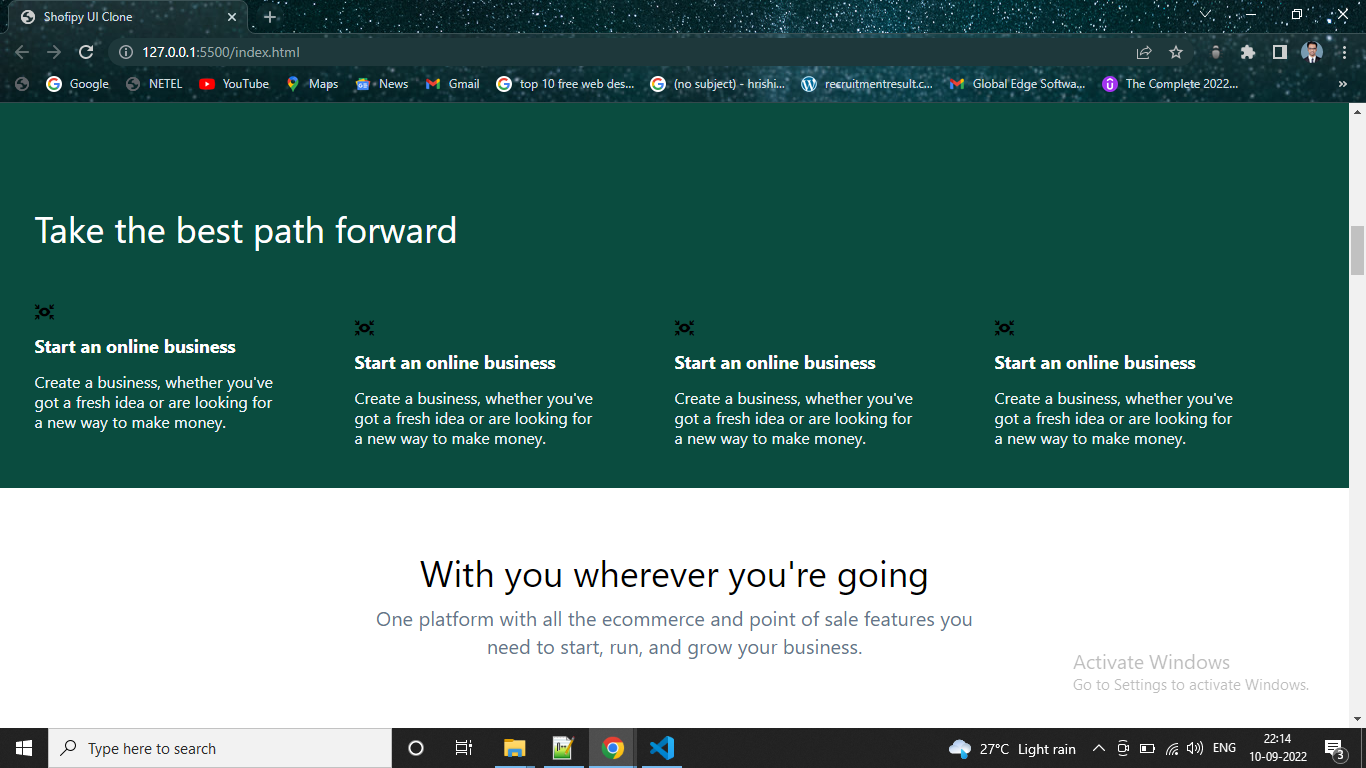 Shofipy UI Clone
127.0.0.1:5500/index.html
Google NETEL YouTube Maps News Gmail top 10 free web des... (no subject) - hrishi... recruitmentresult.c... Global Edge Softwa... The Complete 2022... »
Take the best path forward
Start an online business
Create a business, whether you've
got a fresh idea or are looking for
a new way to make money.
Start an online business
Create a business, whether you've
got a fresh idea or are looking for
a new way to make money.
Start an online business
Create a business, whether you've
got a fresh idea or are looking for
a new way to make money.
Start an online business
Create a business, whether you've
got a fresh idea or are looking for
a new way to make money.
With you wherever you're going
One platform with all the ecommerce and point of sale features you
need to start, run, and grow your business.
Activate Windows
Go to Settings to activate Windows.
Type here to search
27°C Light rain
ENG
22:14
10-09-2022
3